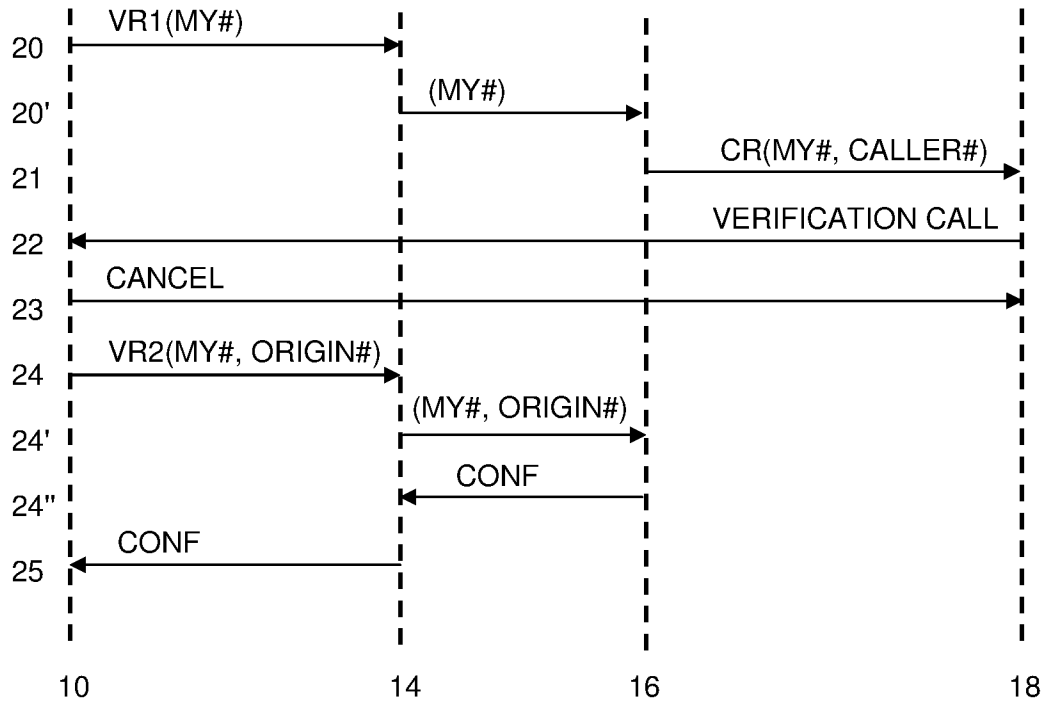 VR1(MY#)
20
(MY#)
20'
CR(MY#, CALLER#)
21
VERIFICATION CALL
22
CANCEL
23
VR2(MY#, ORIGIN#)
24
(MY#, ORIGIN#)
24'
CONF
24"
CONF
25
10 14 16 18